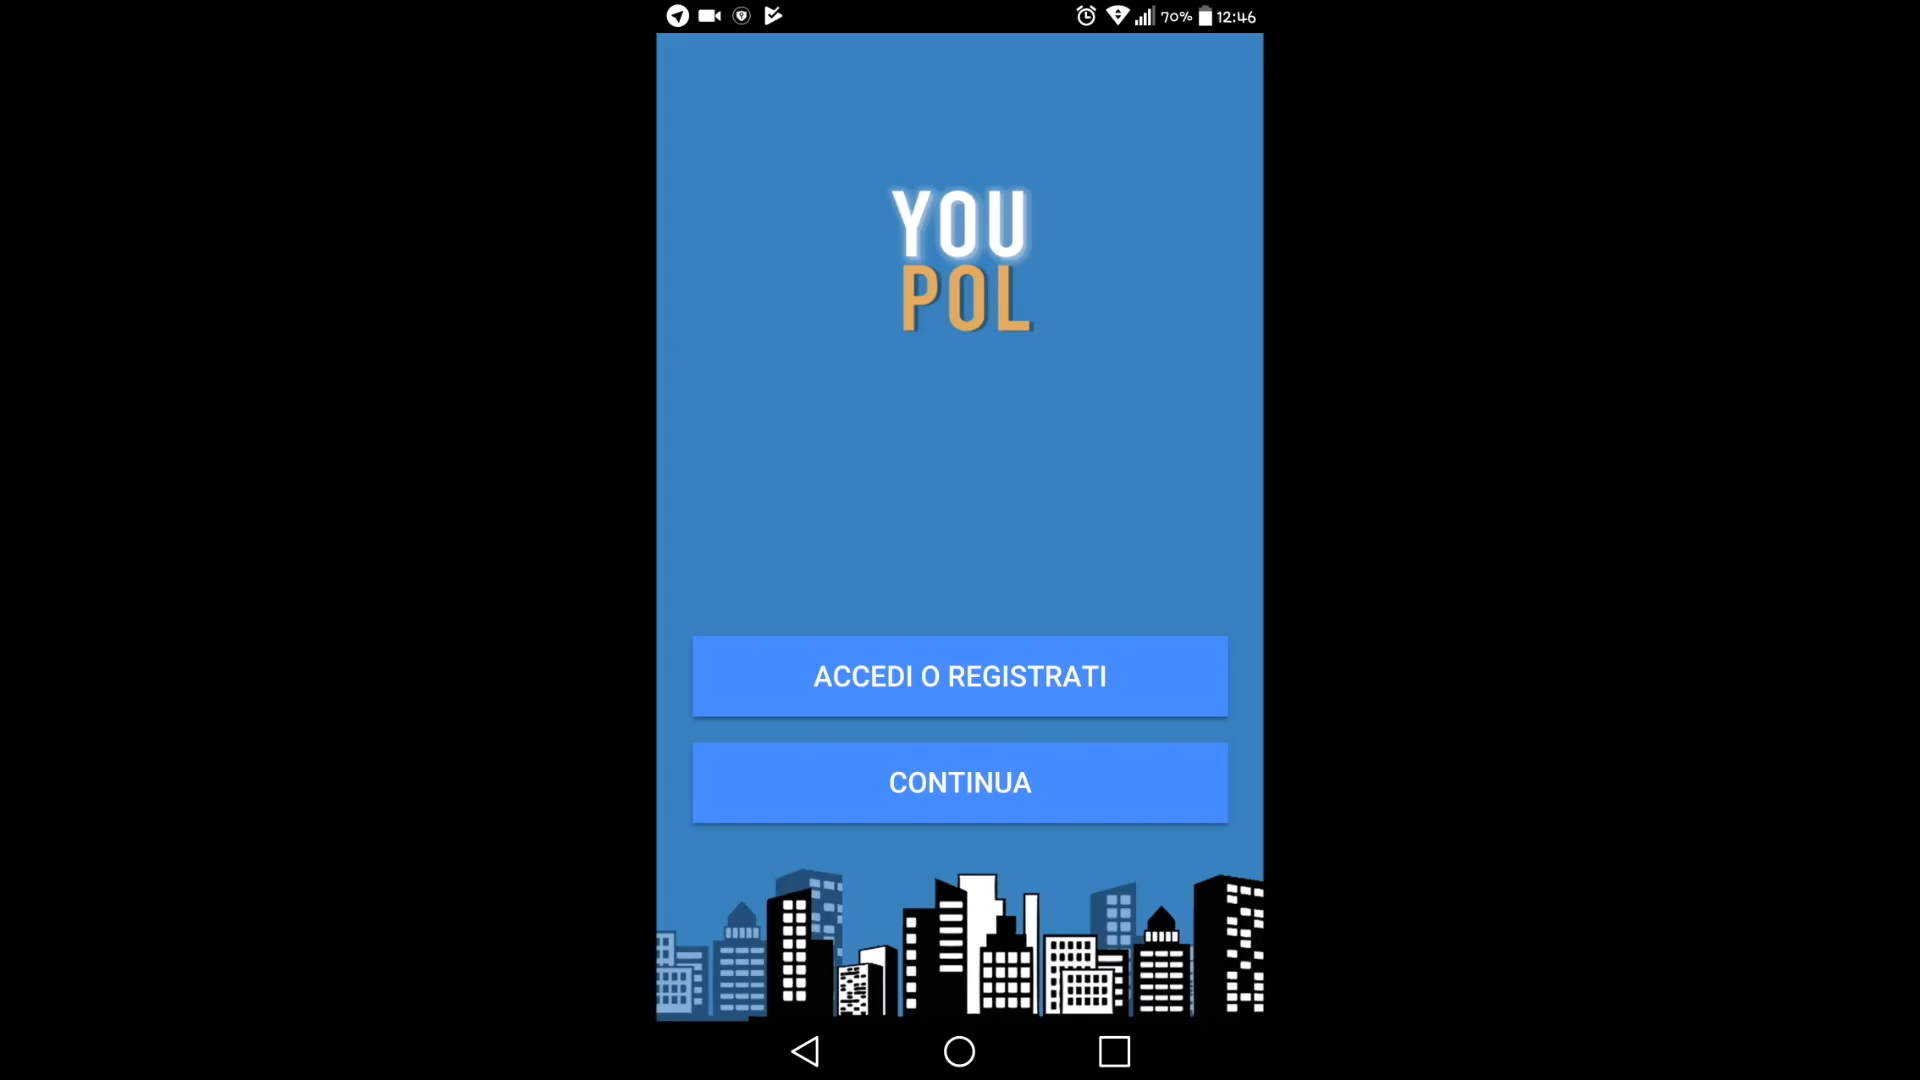 70% 12:46
YOU
POL
ACCEDI O REGISTRATI
CONTINUA